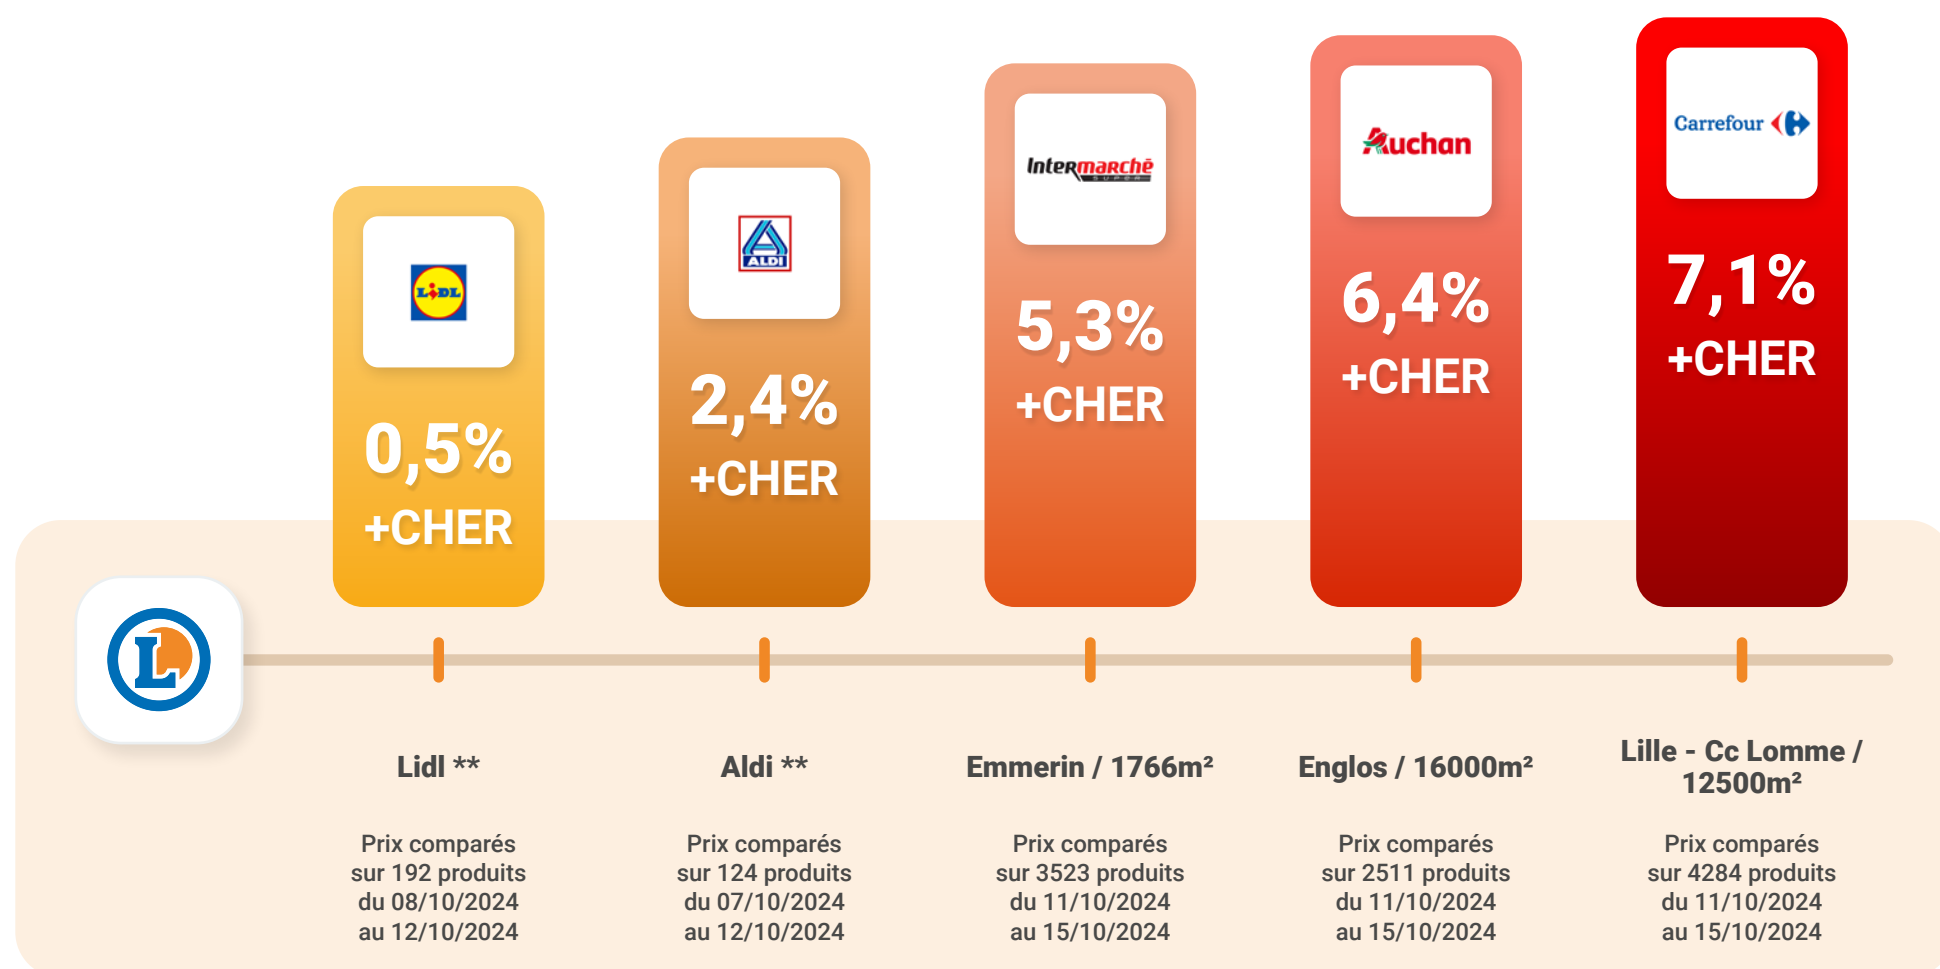 LIDL
0,5%
+CHER
ALDI
2,4%
+CHER
Intermarchē
SUPER
5,3%
+CHER
Auchan
6,4%
+CHER
Carrefour
7,1%
+CHER
L
Lidl **
Prix comparés
sur 192 produits
du 08/10/2024
au 12/10/2024
Aldi **
Prix comparés
sur 124 produits
du 07/10/2024
au 12/10/2024
Emmerin / 1766m²
Prix comparés
sur 3523 produits
du 11/10/2024
au 15/10/2024
Englos / 16000m²
Prix comparés
sur 2511 produits
du 11/10/2024
au 15/10/2024
Lille - Cc Lomme /
12500m²
Prix comparés
sur 4284 produits
du 11/10/2024
au 15/10/2024